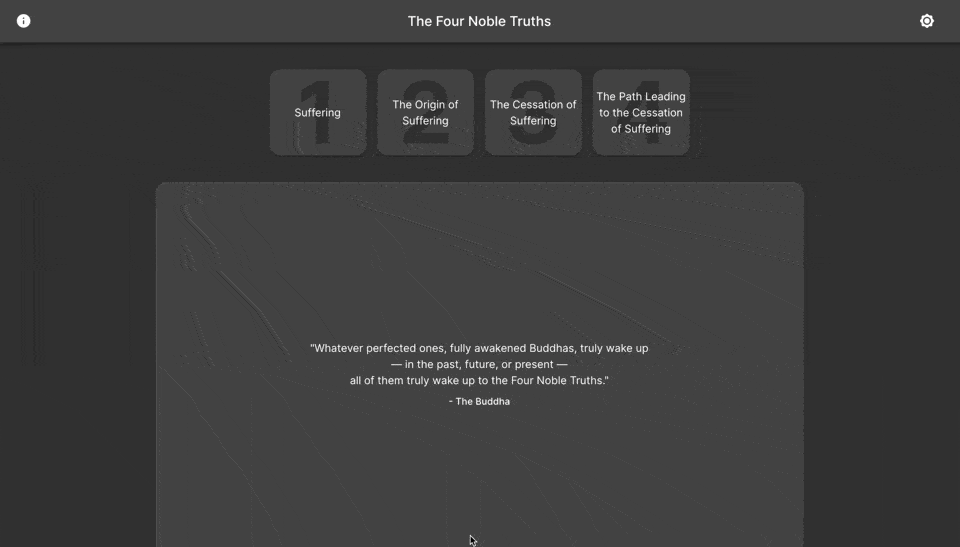 The Four Noble Truths
1
Suffering
2
The Origin of
Suffering
3
The Cessation of
Suffering
4
The Path Leading
to the Cessation
of Suffering
"Whatever perfected ones, fully awakened Buddhas, truly wake up
— in the past, future, or present —
all of them truly wake up to the Four Noble Truths."
- The Buddha